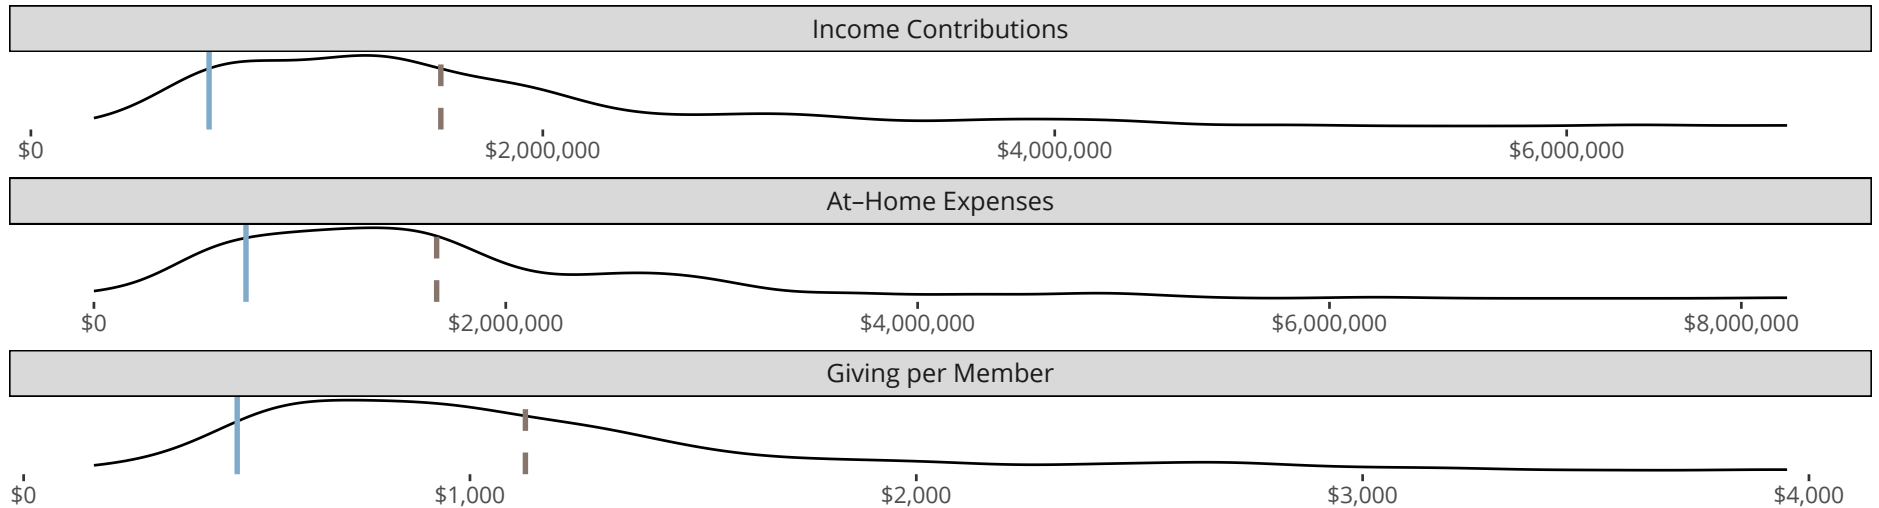 Income Contributions
$0 $2,000,000 $4,000,000 $6,000,000
At–Home Expenses
$0 $2,000,000 $4,000,000 $6,000,000 $8,000,000
Giving per Member
$0 $1,000 $2,000 $3,000 $4,000